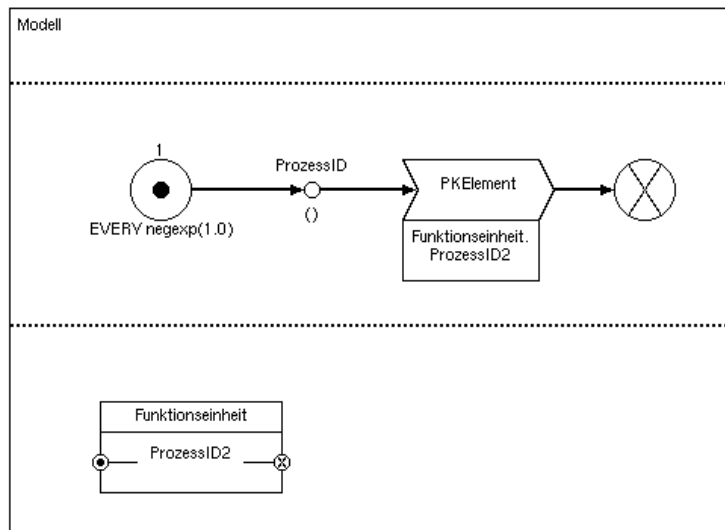 Modell
1
ProzessID
PKElement
EVERY negexp(1.0)
()
Funktionseinheit.
ProzessID2
Funktionseinheit
ProzessID2